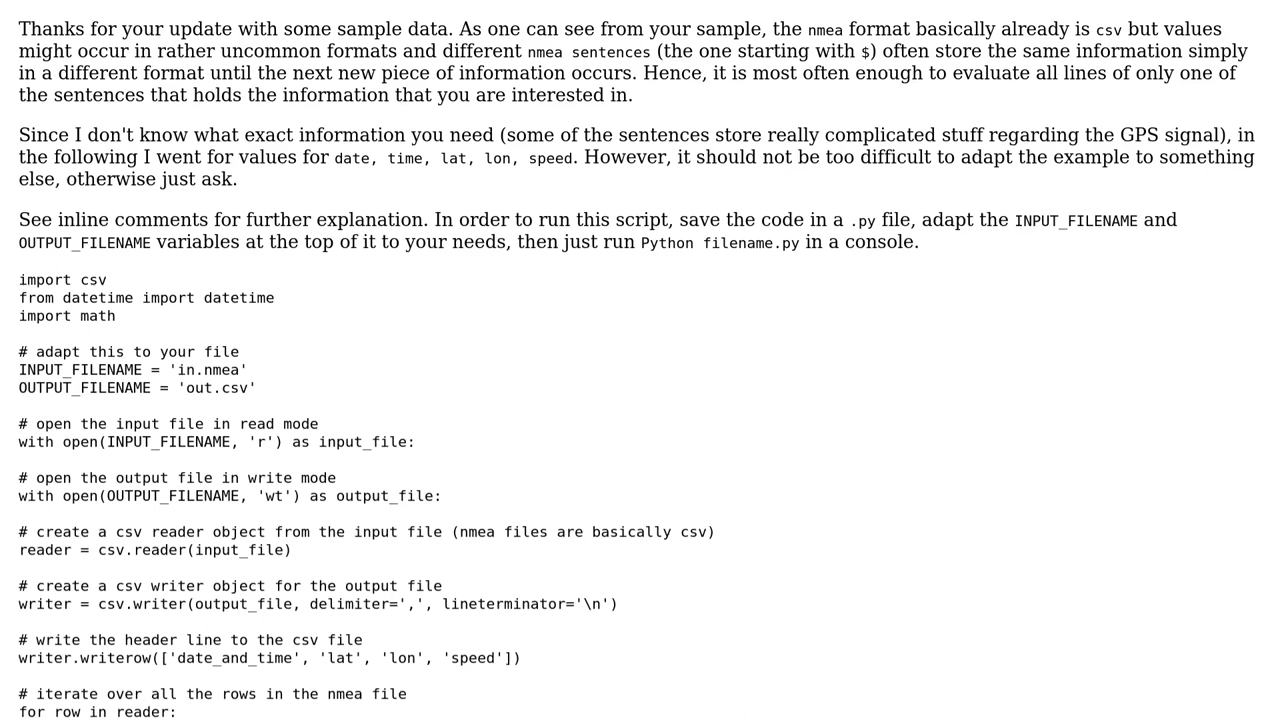 Thanks for your update with some sample data. As one can see from your sample, the nmea format basically already is csv but values
might occur in rather uncommon formats and different nmea sentences (the one starting with $) often store the same information simply
in a different format until the next new piece of information occurs. Hence, it is most often enough to evaluate all lines of only one of
the sentences that holds the information that you are interested in.
Since I don't know what exact information you need (some of the sentences store really complicated stuff regarding the GPS signal), in
the following I went for values for date, time, lat, lon, speed. However, it should not be too difficult to adapt the example to something
else, otherwise just ask.
See inline comments for further explanation. In order to run this script, save the code in a .py file, adapt the INPUT_FILENAME and
OUTPUT_FILENAME variables at the top of it to your needs, then just run Python filename.py in a console.
import csv
from datetime import datetime
import math
# adapt this to your file
INPUT_FILENAME = 'in.nmea'
OUTPUT_FILENAME = 'out.csv'
# open the input file in read mode
with open(INPUT_FILENAME, 'r') as input_file:
# open the output file in write mode
with open(OUTPUT_FILENAME, 'wt') as output_file:
# create a csv reader object from the input file (nmea files are basically csv)
reader = csv.reader(input_file)
# create a csv writer object for the output file
writer = csv.writer(output_file, delimiter=',', lineterminator='\n')
# write the header line to the csv file
writer.writerow(['date_and_time', 'lat', 'lon', 'speed'])
# iterate over all the rows in the nmea file
for row in reader: